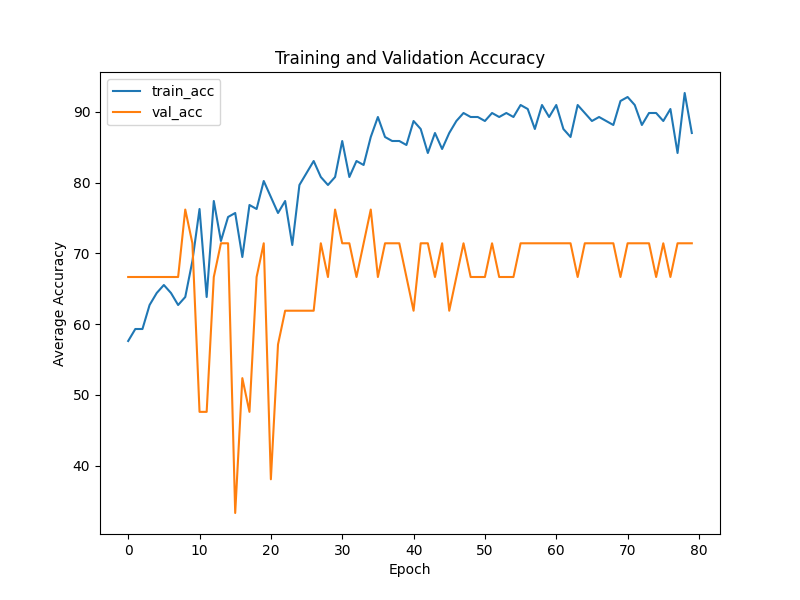 Training and Validation Accuracy
train_acc
val_acc
90
80
70
60
50
40
Average Accuracy
0 10 20 30 40 50 60 70 80
Epoch